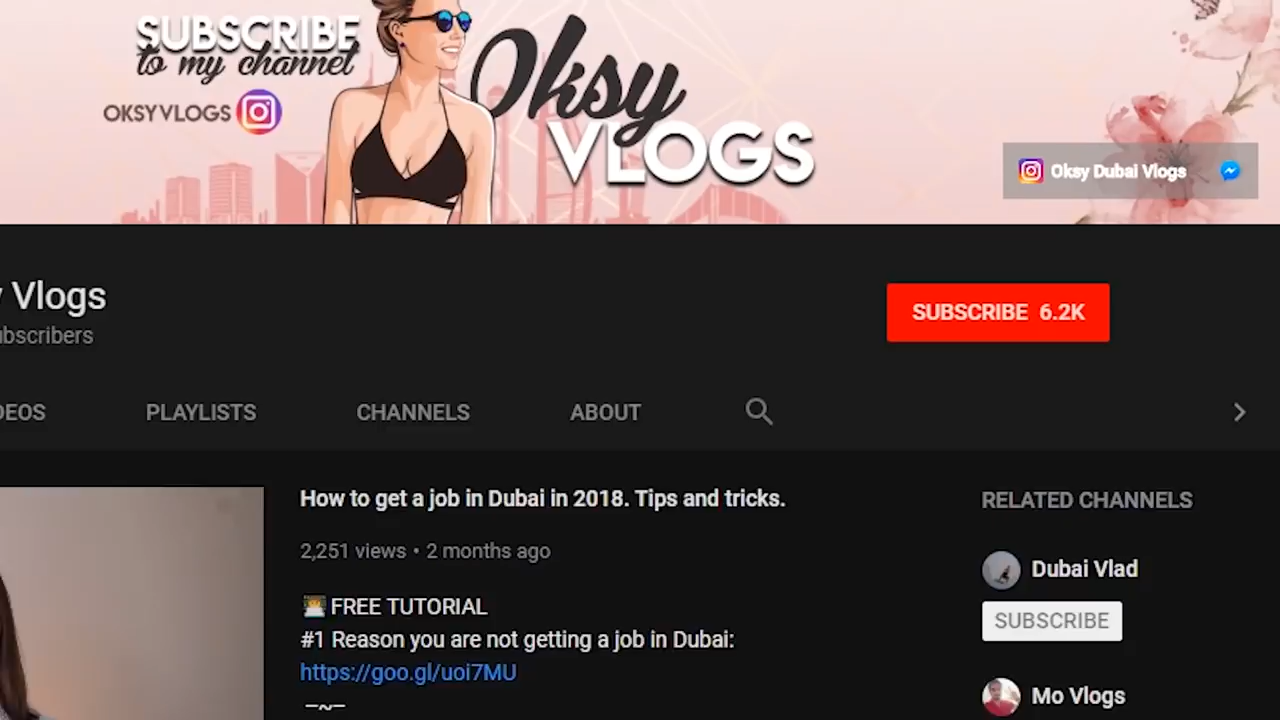 SUBSCRIBE
to my channel
OKSYVLOGS
Oksy
VLOGS
Oksy Dubai Vlogs
Vlogs
SUBSCRIBE 6.2K
ubscribers
DEOS PLAYLISTS CHANNELS ABOUT
How to get a job in Dubai in 2018. Tips and tricks.
2,251 views • 2 months ago
FREE TUTORIAL
#1 Reason you are not getting a job in Dubai:
https://goo.gl/uoi7MU
—~—
RELATED CHANNELS
Dubai Vlad
SUBSCRIBE
Mo Vlogs